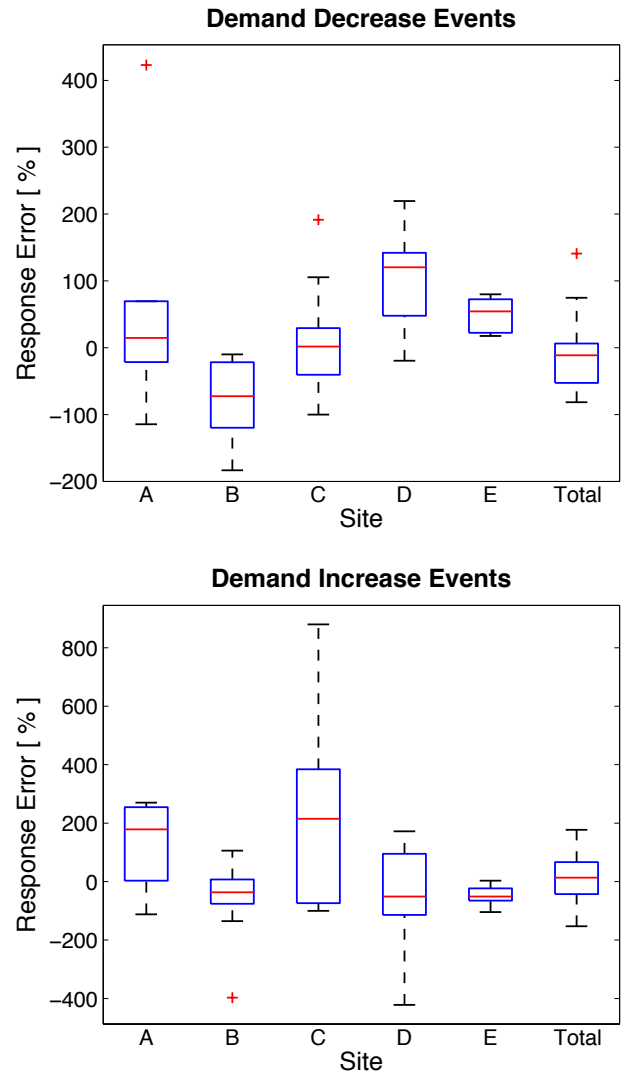 Demand Decrease Events
400
300
200
100
0
−100
−200
Response Error [ % ]
A B C D E Total
Site
Demand Increase Events
800
600
400
200
0
−200
−400
Response Error [ % ]
A B C D E Total
Site